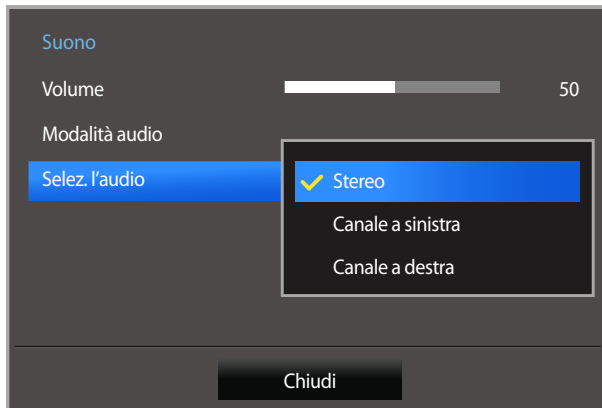 Suono
Volume 50
Modalità audio
Selez. l'audio
Stereo
Canale a sinistra
Canale a destra
Chiudi